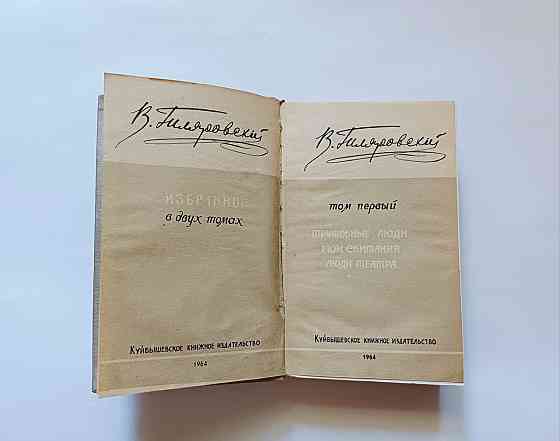 В. Гиляровский
ИЗБРАННОЕ
в двух томах
КУЙБЫШЕВСКОЕ КНИЖНОЕ ИЗДАТЕЛЬСТВО
1964
В. Гиляровский
том первый
ТРУЩОБНЫЕ ЛЮДИ
МОИ СКИТАНИЯ
ЛЮДИ ТЕАТРА
КУЙБЫШЕВСКОЕ КНИЖНОЕ ИЗДАТЕЛЬСТВО
1964